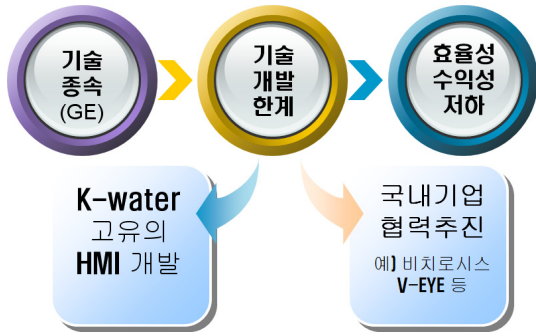 기술
종속
(GE)
기술
개발
한계
효율성
수익성
저하
K-water
고유의
HMI 개발
국내기업
협력추진
예) 비치로시스
V-EYE 등